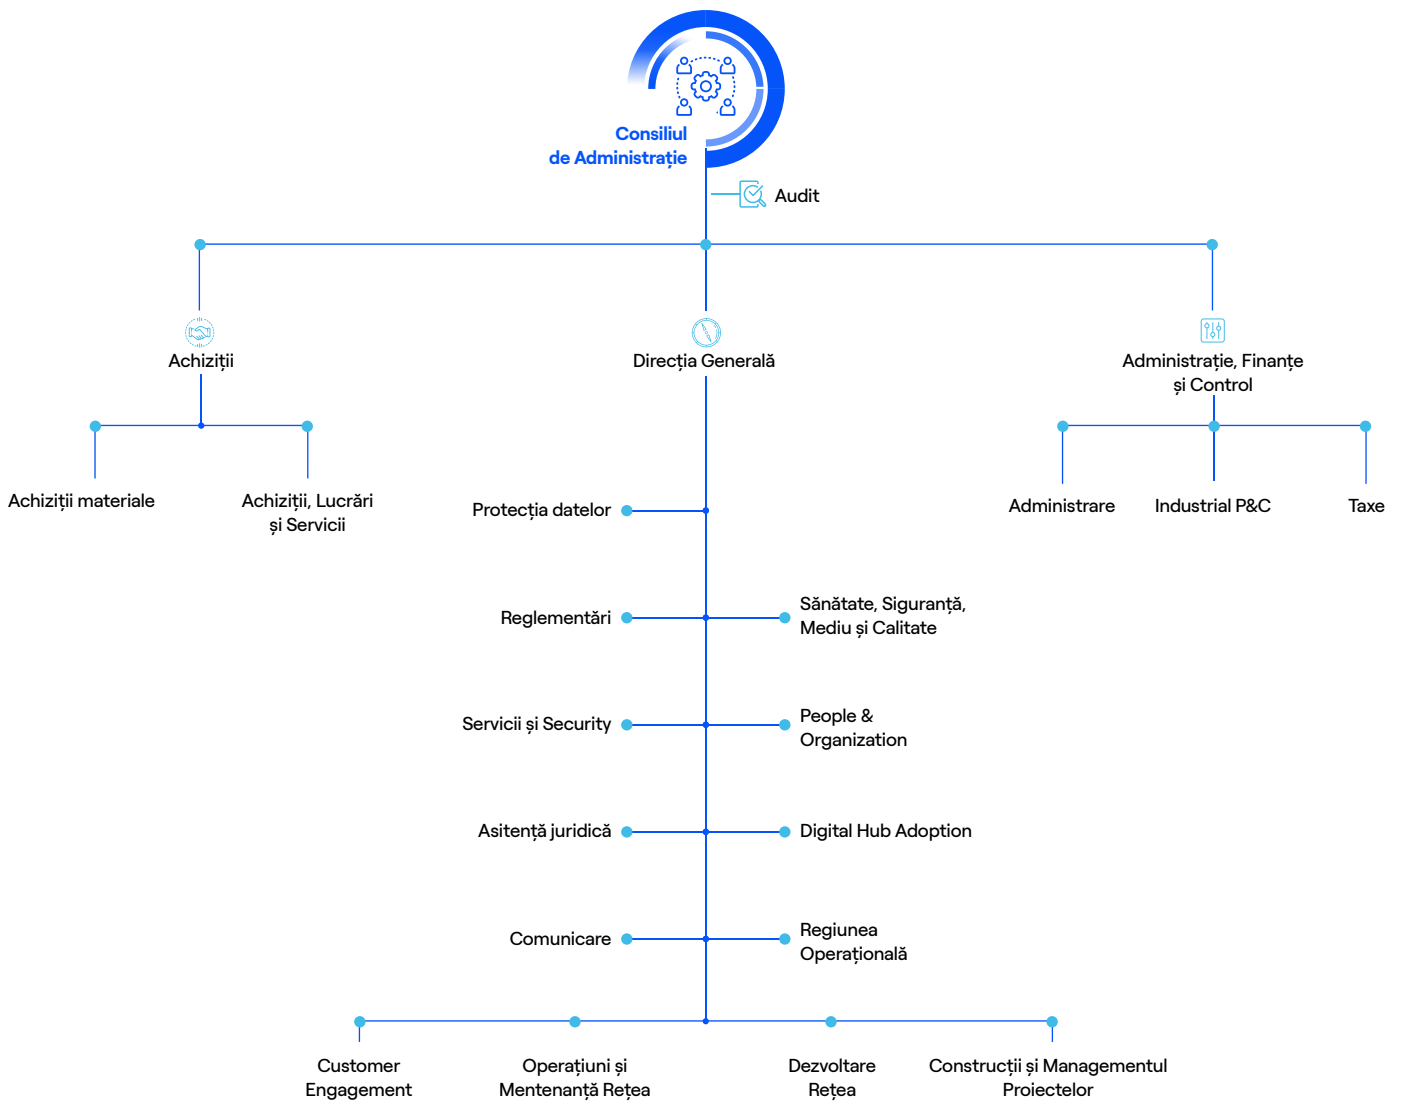 Consiliul
de Administrație
Audit
Achiziții
Direcția Generală
Administrație, Finanțe
și Control
Achiziții materiale
Achiziții, Lucrări
și Servicii
Administrare
Industrial P&C
Taxe
Protecția datelor
Reglementări
Sănătate, Siguranță,
Mediu și Calitate
Servicii și Security
People &
Organization
Asitență juridică
Digital Hub Adoption
Comunicare
Regiunea
Operațională
Customer
Engagement
Operațiuni și
Mentenanță Rețea
Dezvoltare
Rețea
Construcții și Managementul
Proiectelor